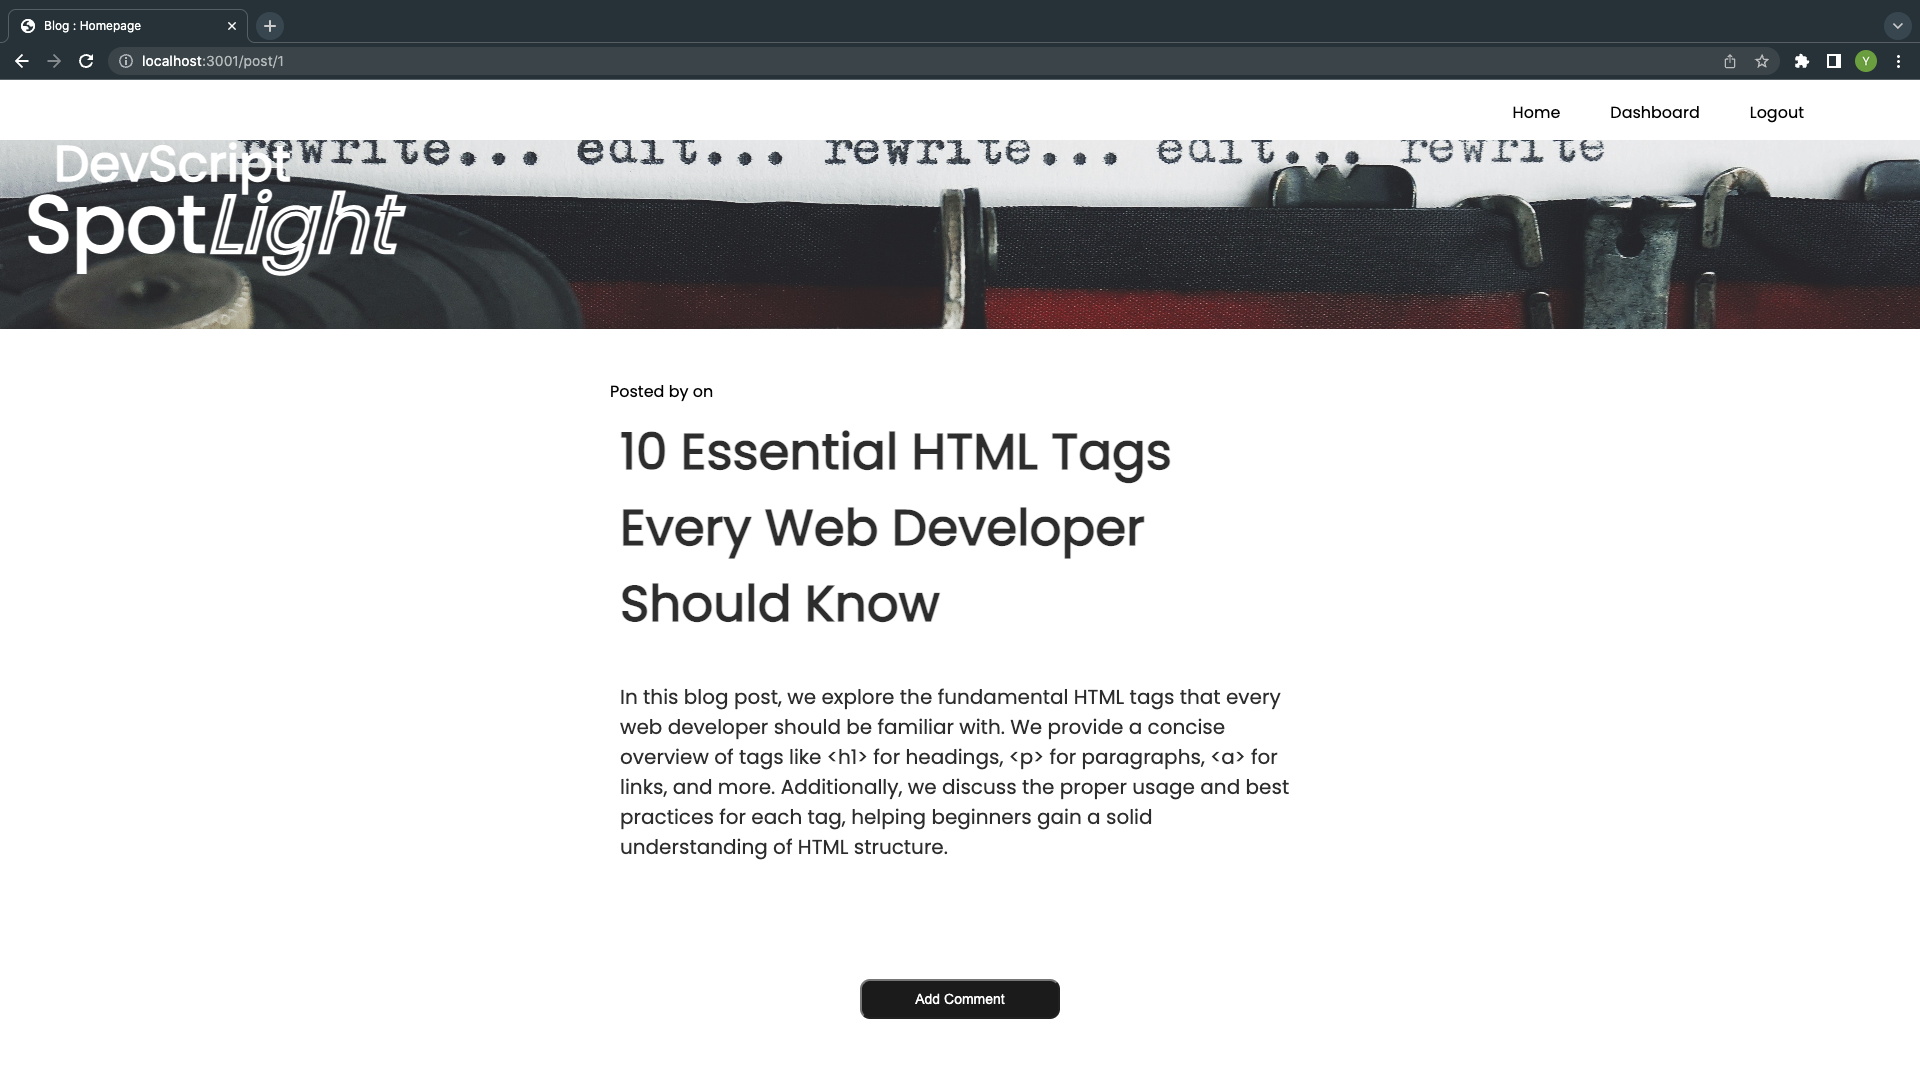 Blog : Homepage
localhost:3001/post/1
Y
Home Dashboard Logout
rewrite... edit... rewrite... edit... rewrite
DevScript
SpotLight
Posted by on
10 Essential HTML Tags
Every Web Developer
Should Know
In this blog post, we explore the fundamental HTML tags that every
web developer should be familiar with. We provide a concise
overview of tags like <h1> for headings, <p> for paragraphs, <a> for
links, and more. Additionally, we discuss the proper usage and best
practices for each tag, helping beginners gain a solid
understanding of HTML structure.
Add Comment